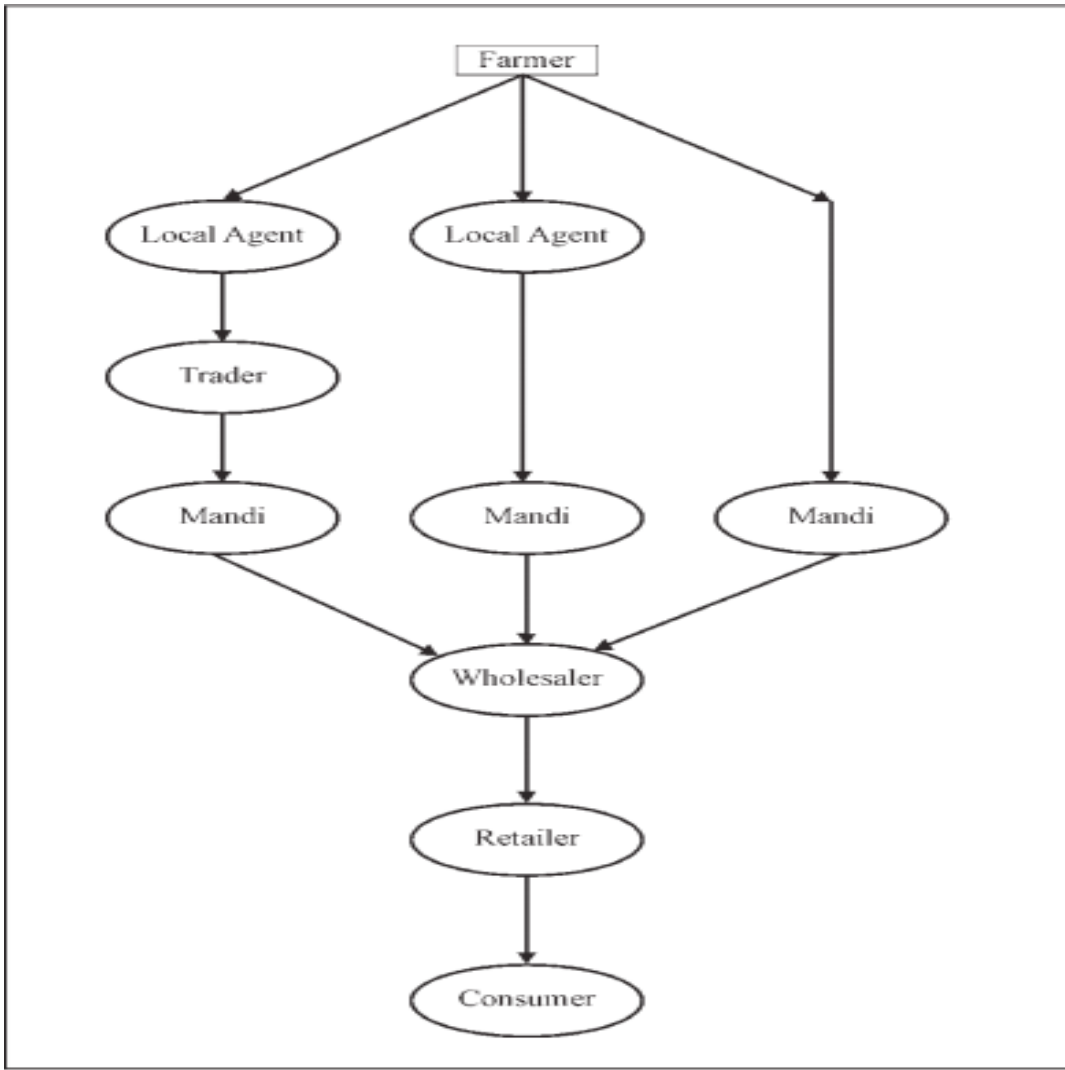 Farmer
Local Agent
Local Agent
Trader
Mandi
Mandi
Mandi
Wholesaler
Retailer
Consumer